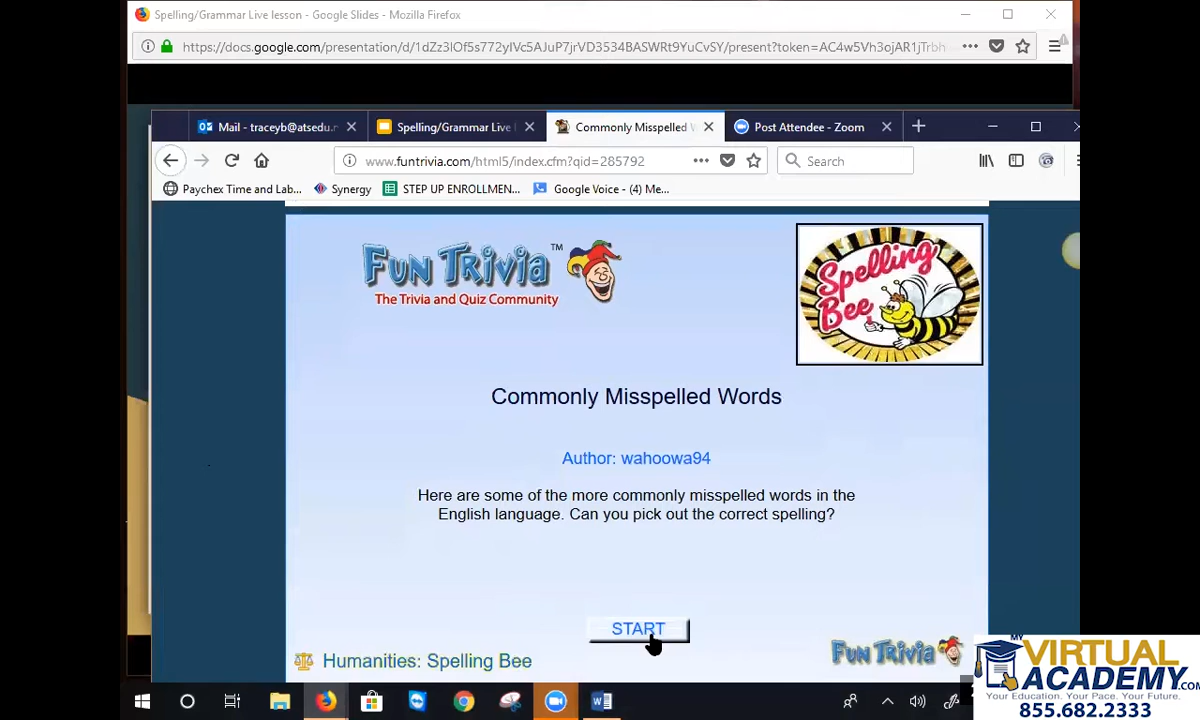 Spelling/Grammar Live lesson - Google Slides - Mozilla Firefox
https://docs.google.com/presentation/d/1dZz3IOf5s772yIVc5AJuP7jrVD3534BASWRt9YuCvSY/present?token=AC4w5Vh3ojAR1jTrbh
Mail - traceyb@atsedu.
Spelling/Grammar Live
Commonly Misspelled
Post Attendee - Zoom
www.funtrivia.com/html5/index.cfm?qid=285792
Search
Paychex Time and Lab...
Synergy
STEP UP ENROLLMEN...
Google Voice - (4) Me...
Fun Trivia ™
The Trivia and Quiz Community
Spelling
Bee
Commonly Misspelled Words
Author: wahoowa94
Here are some of the more commonly misspelled words in the
English language. Can you pick out the correct spelling?
START
Humanities: Spelling Bee
Fun Trivia
MY
VIRTUAL
ACADEMY.COM
Your Education. Your Pace. Your Future.
855.682.2333